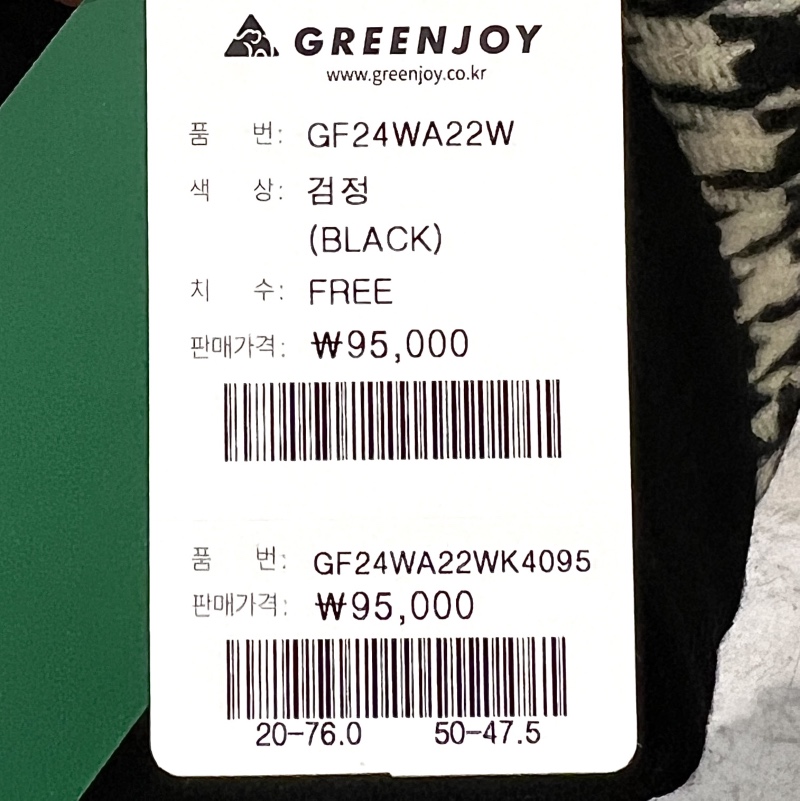 GREENJOY
www.greenjoy.co.kr
품 번: GF24WA22W
색 상: 검정
(BLACK)
치 수: FREE
판매가격: ₩95,000
품 번: GF24WA22WK4095
판매가격: ₩95,000
20-76.0 50-47.5